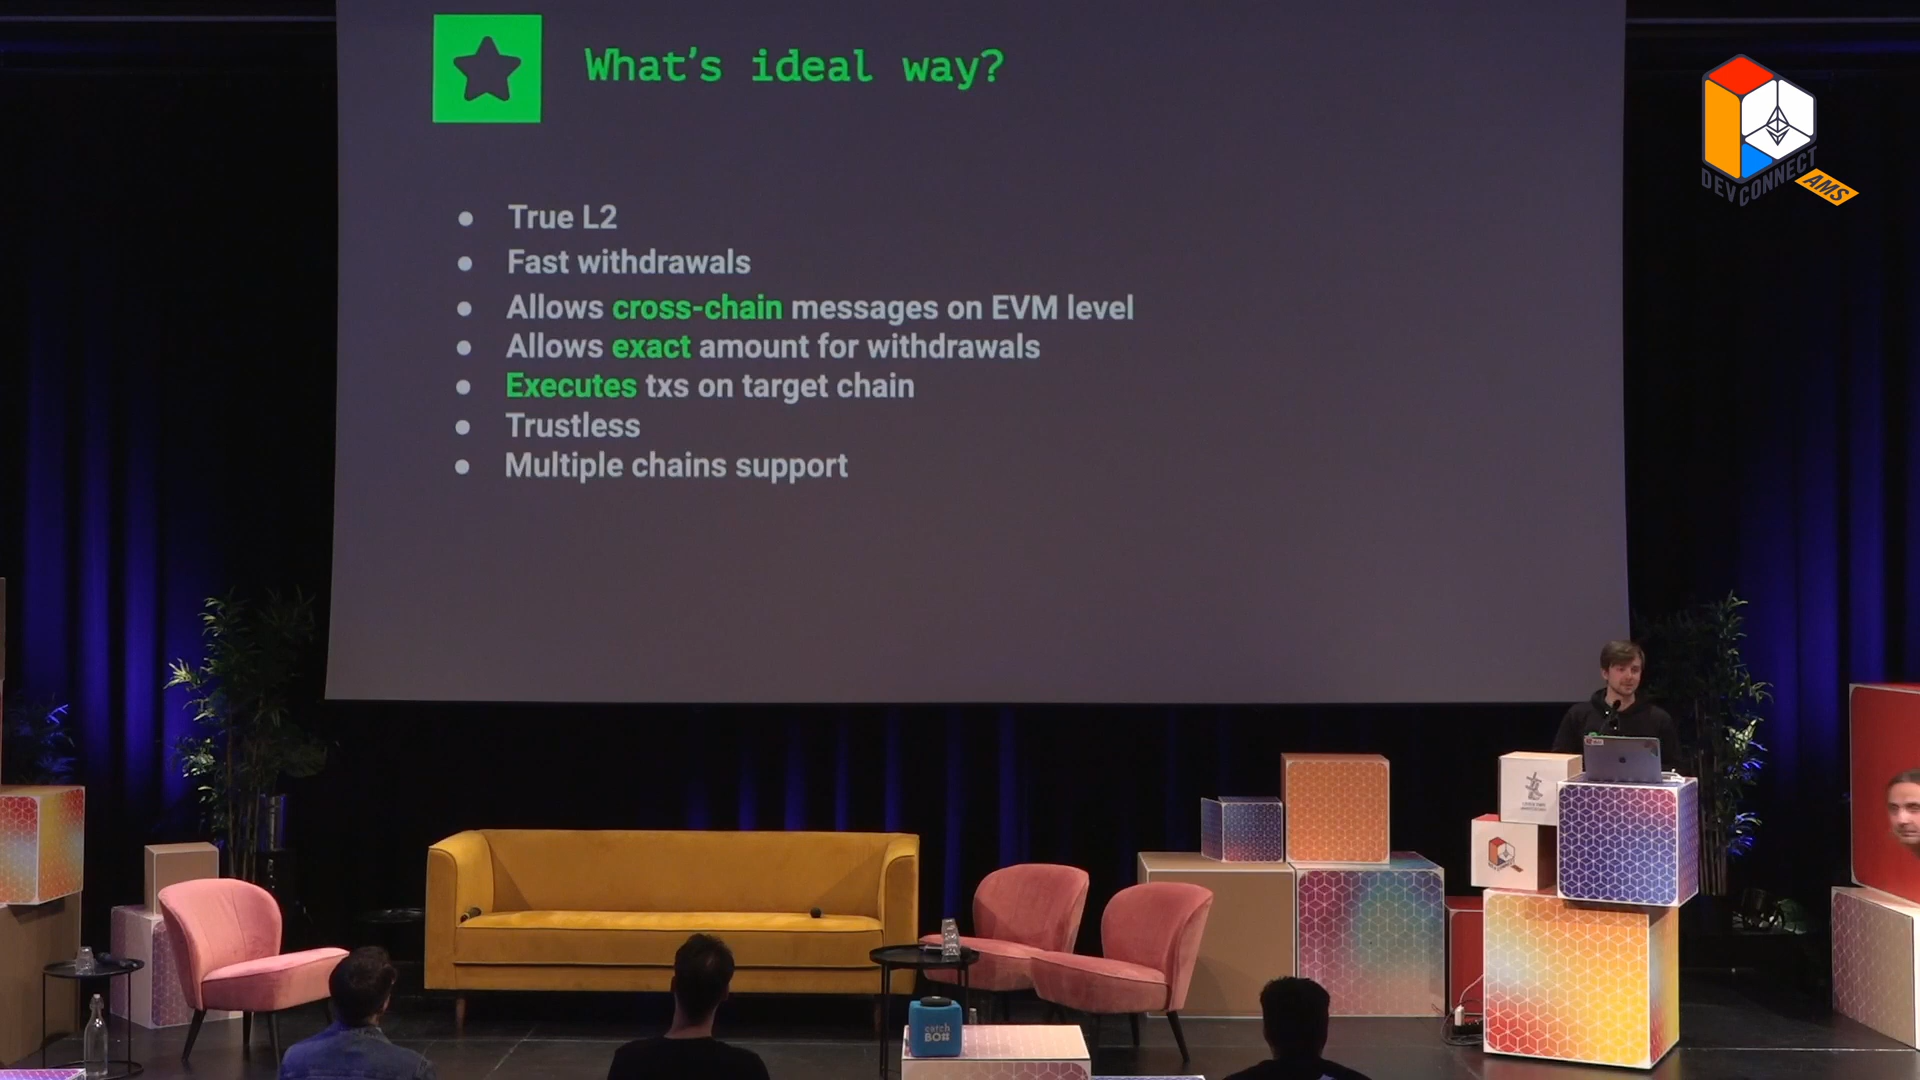 What's ideal way?
True L2
Fast withdrawals
Allows cross-chain messages on EVM level
Allows exact amount for withdrawals
Executes txs on target chain
Trustless
Multiple chains support
DEVCONNECT
AMS
catch
BOX